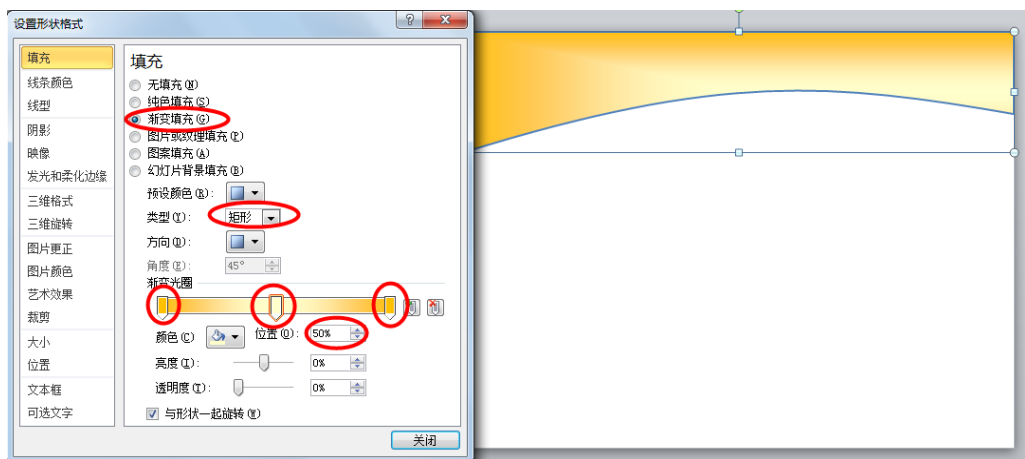 设置形状格式
填充
线条颜色
线型
阴影
映像
发光和柔化边缘
三维格式
三维旋转
图片更正
图片颜色
艺术效果
裁剪
大小
位置
文本框
可选文字
填充
无填充(N)
纯色填充(S)
渐变填充(G)
图片或纹理填充(P)
图案填充(A)
幻灯片背景填充(B)
预设颜色(R):
类型(Y): 矩形
方向(D):
角度(E): 45°
渐变光圈
颜色(C) 位置(O): 50%
亮度(I): 0%
透明度(T): 0%
与形状一起旋转(W)
关闭